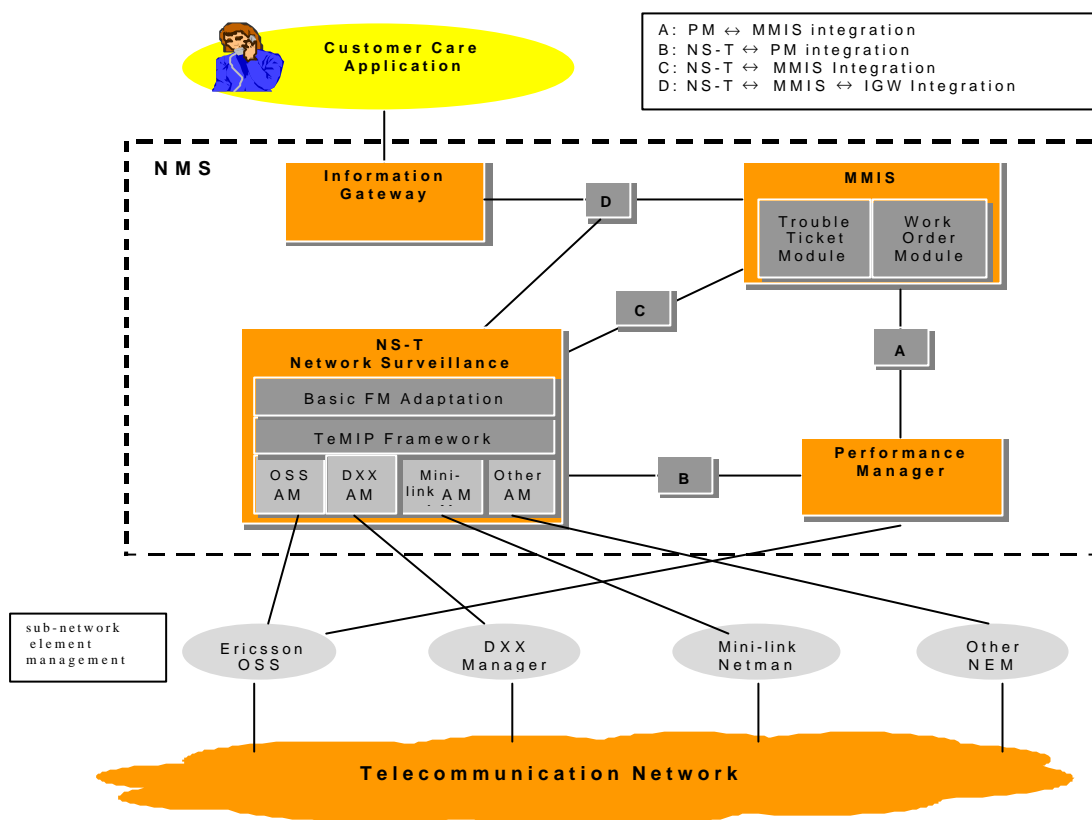 Customer Care
Application
A: PM ↔ MMIS integration
B: NS-T ↔ PM integration
C: NS-T ↔ MMIS Integration
D: NS-T ↔ MMIS ↔ IGW Integration
NMS
Information
Gateway
D
MMIS
Trouble
Ticket
Module
Work
Order
Module
C
A
NS-T
Network Surveillance
Basic FM Adaptation
TeMIP Framework
OSS
AM
DXX
AM
Mini-
link AM
Other
AM
B
Performance
Manager
sub-network
element
management
Ericsson
OSS
DXX
Manager
Mini-link
Netman
Other
NEM
Telecommunication Network